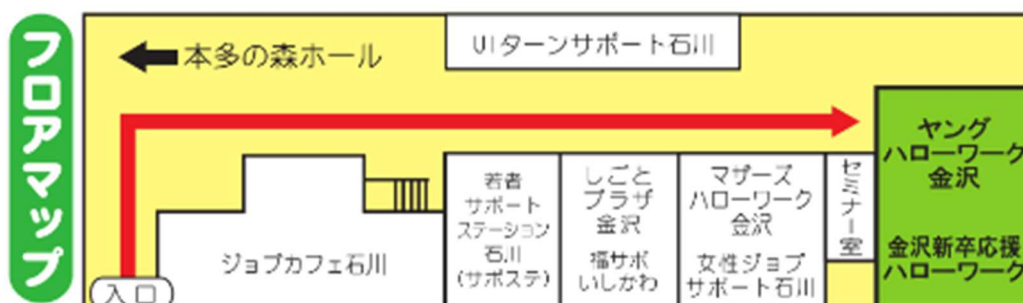 フロアマップ
本多の森ホール
UIターンサポート石川
ヤング
ハローワーク
金沢
金沢新卒応援
ハローワーク
セミナー室
マザーズ
ハローワーク
金沢
女性ジョブ
サポート石川
しごと
プラザ
金沢
福サポ
いしかわ
若者
サポート
ステーション
石川
(サポステ)
ジョブカフェ石川
入口